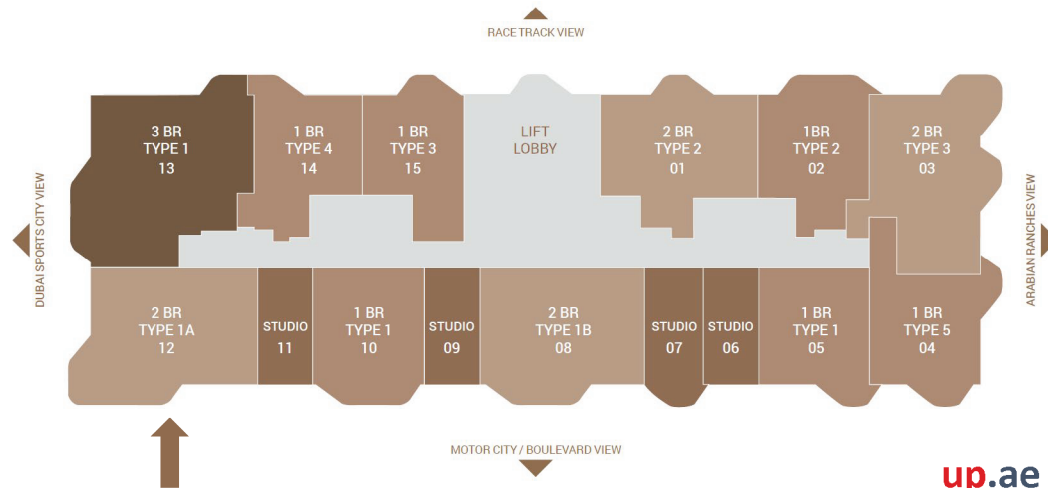 RACE TRACK VIEW
3 BR
TYPE 1
13
1 BR
TYPE 4
14
1 BR
TYPE 3
15
LIFT
LOBBY
2 BR
TYPE 2
01
1BR
TYPE 2
02
2 BR
TYPE 3
03
DUBAI SPORTS CITY VIEW
ARABIAN RANCHES VIEW
2 BR
TYPE 1A
12
STUDIO
11
1 BR
TYPE 1
10
STUDIO
09
2 BR
TYPE 1B
08
STUDIO
07
STUDIO
06
1 BR
TYPE 1
05
1 BR
TYPE 5
04
MOTOR CITY / BOULEVARD VIEW
up.ae